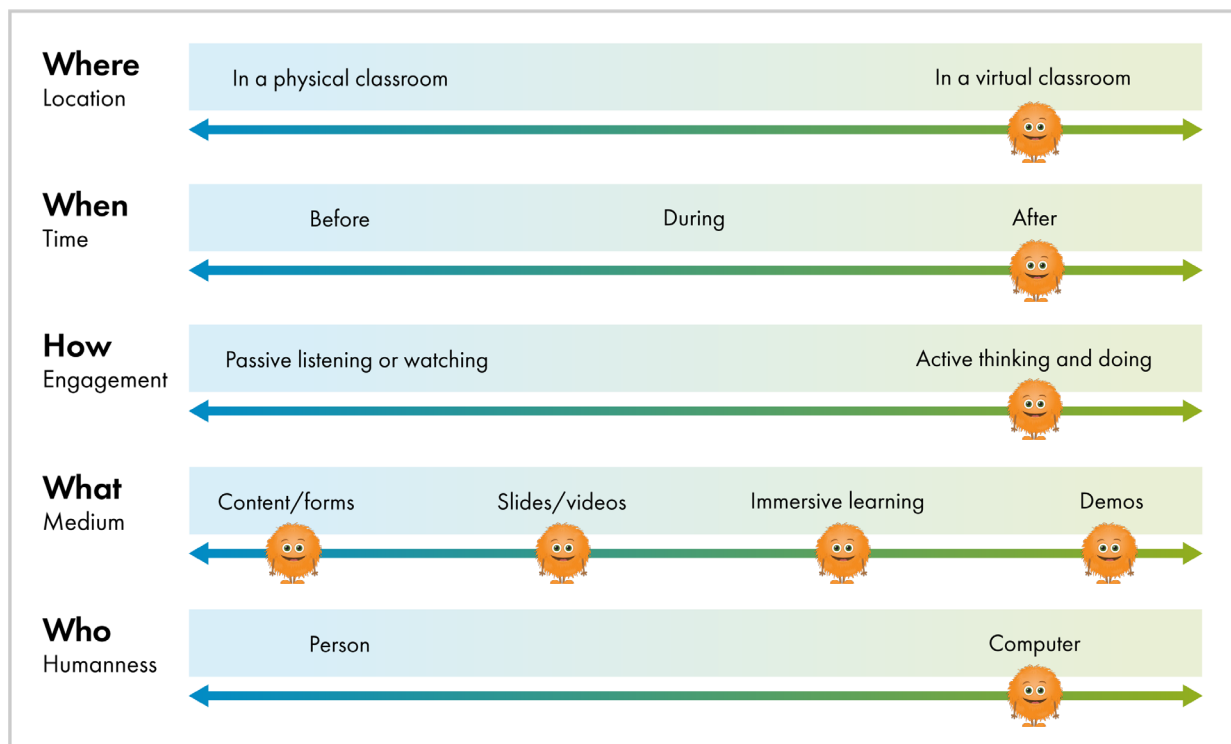 Where
Location
In a physical classroom
In a virtual classroom
When
Time
Before
During
After
How
Engagement
Passive listening or watching
Active thinking and doing
What
Medium
Content/forms
Slides/videos
Immersive learning
Demos
Who
Humanness
Person
Computer